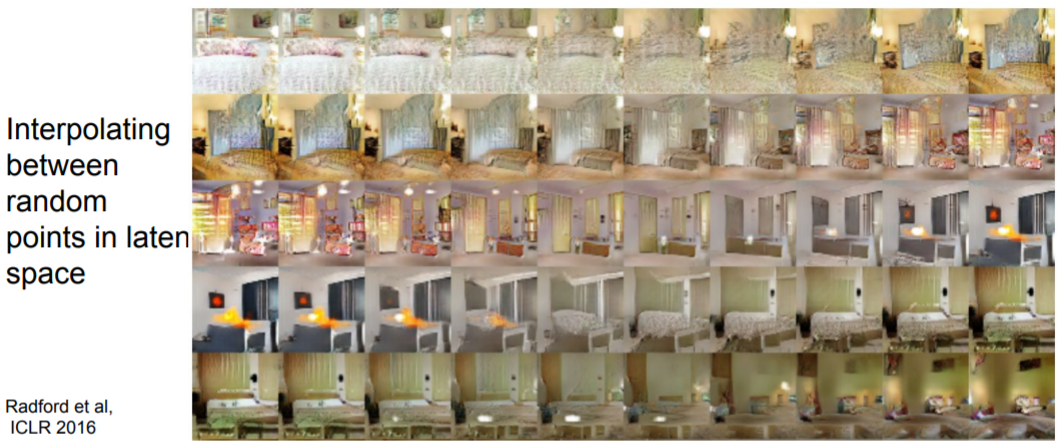 Interpolating
between
random
points in laten
space
Radford et al,
ICLR 2016